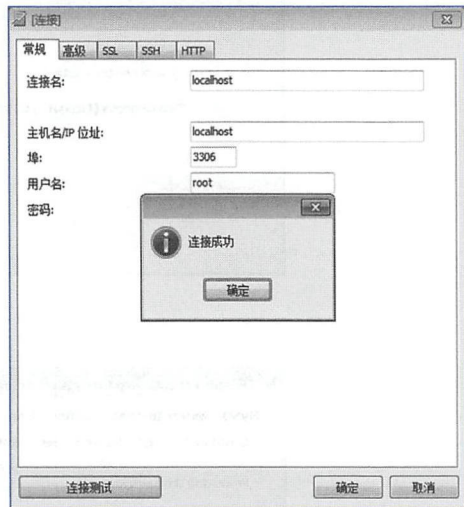 [连接]
常规 高级 SSL SSH HTTP
连接名: localhost
主机名/IP 位址: localhost
埠: 3306
用户名: root
密码:
连接成功
确定
连接测试 确定 取消